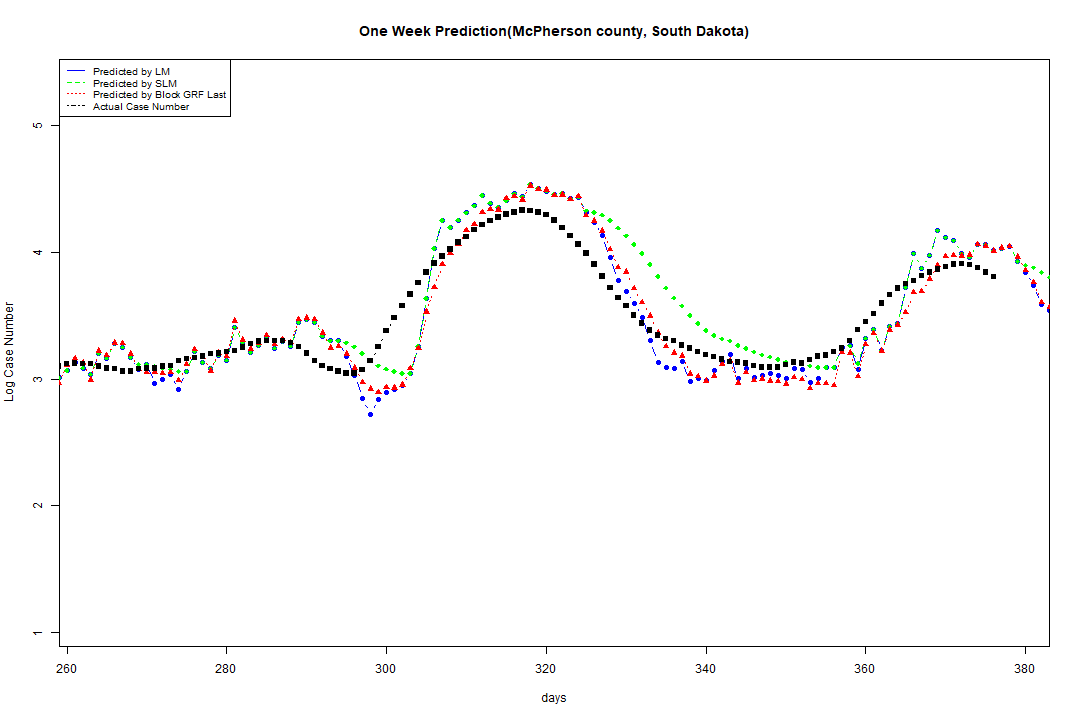 One Week Prediction(McPherson county, South Dakota)
Predicted by LM
Predicted by SLM
Predicted by Block GRF Last
Actual Case Number
5
4
3
2
1
Log Case Number
260 280 300 320 340 360 380
days